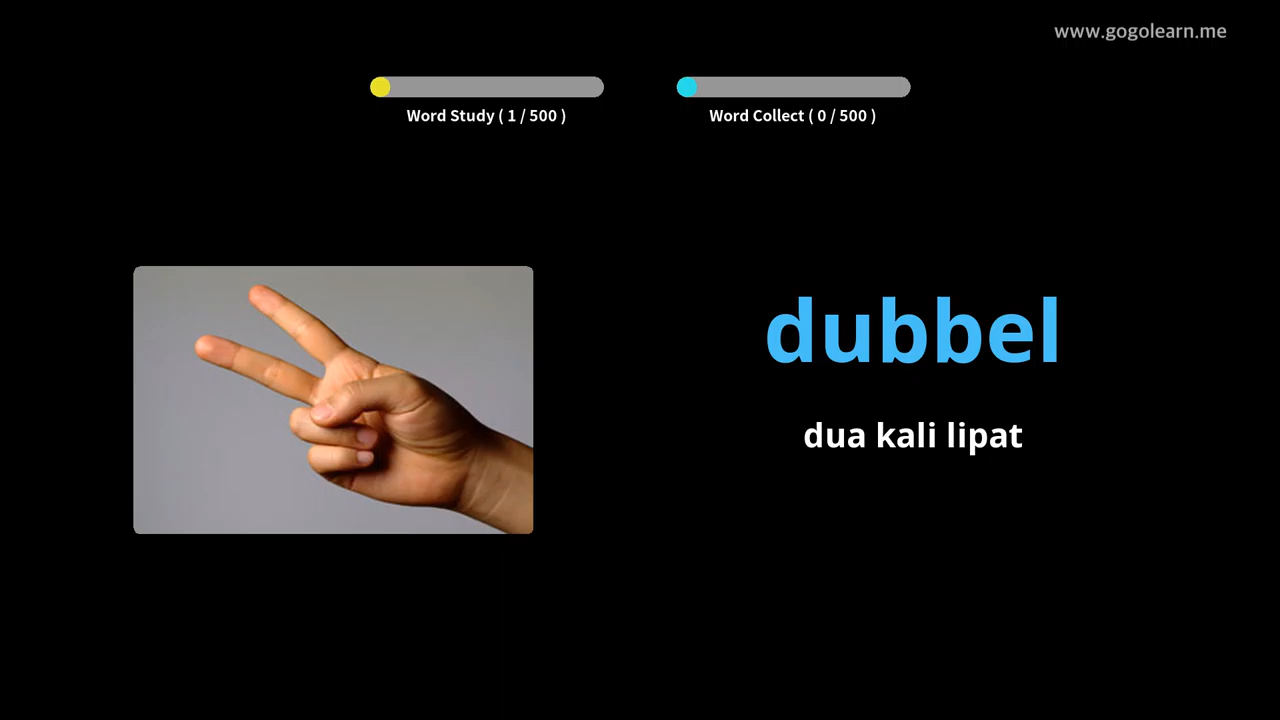 www.gogolearn.me
Word Study ( 1 / 500 )
Word Collect ( 0 / 500 )
dubbel
dua kali lipat